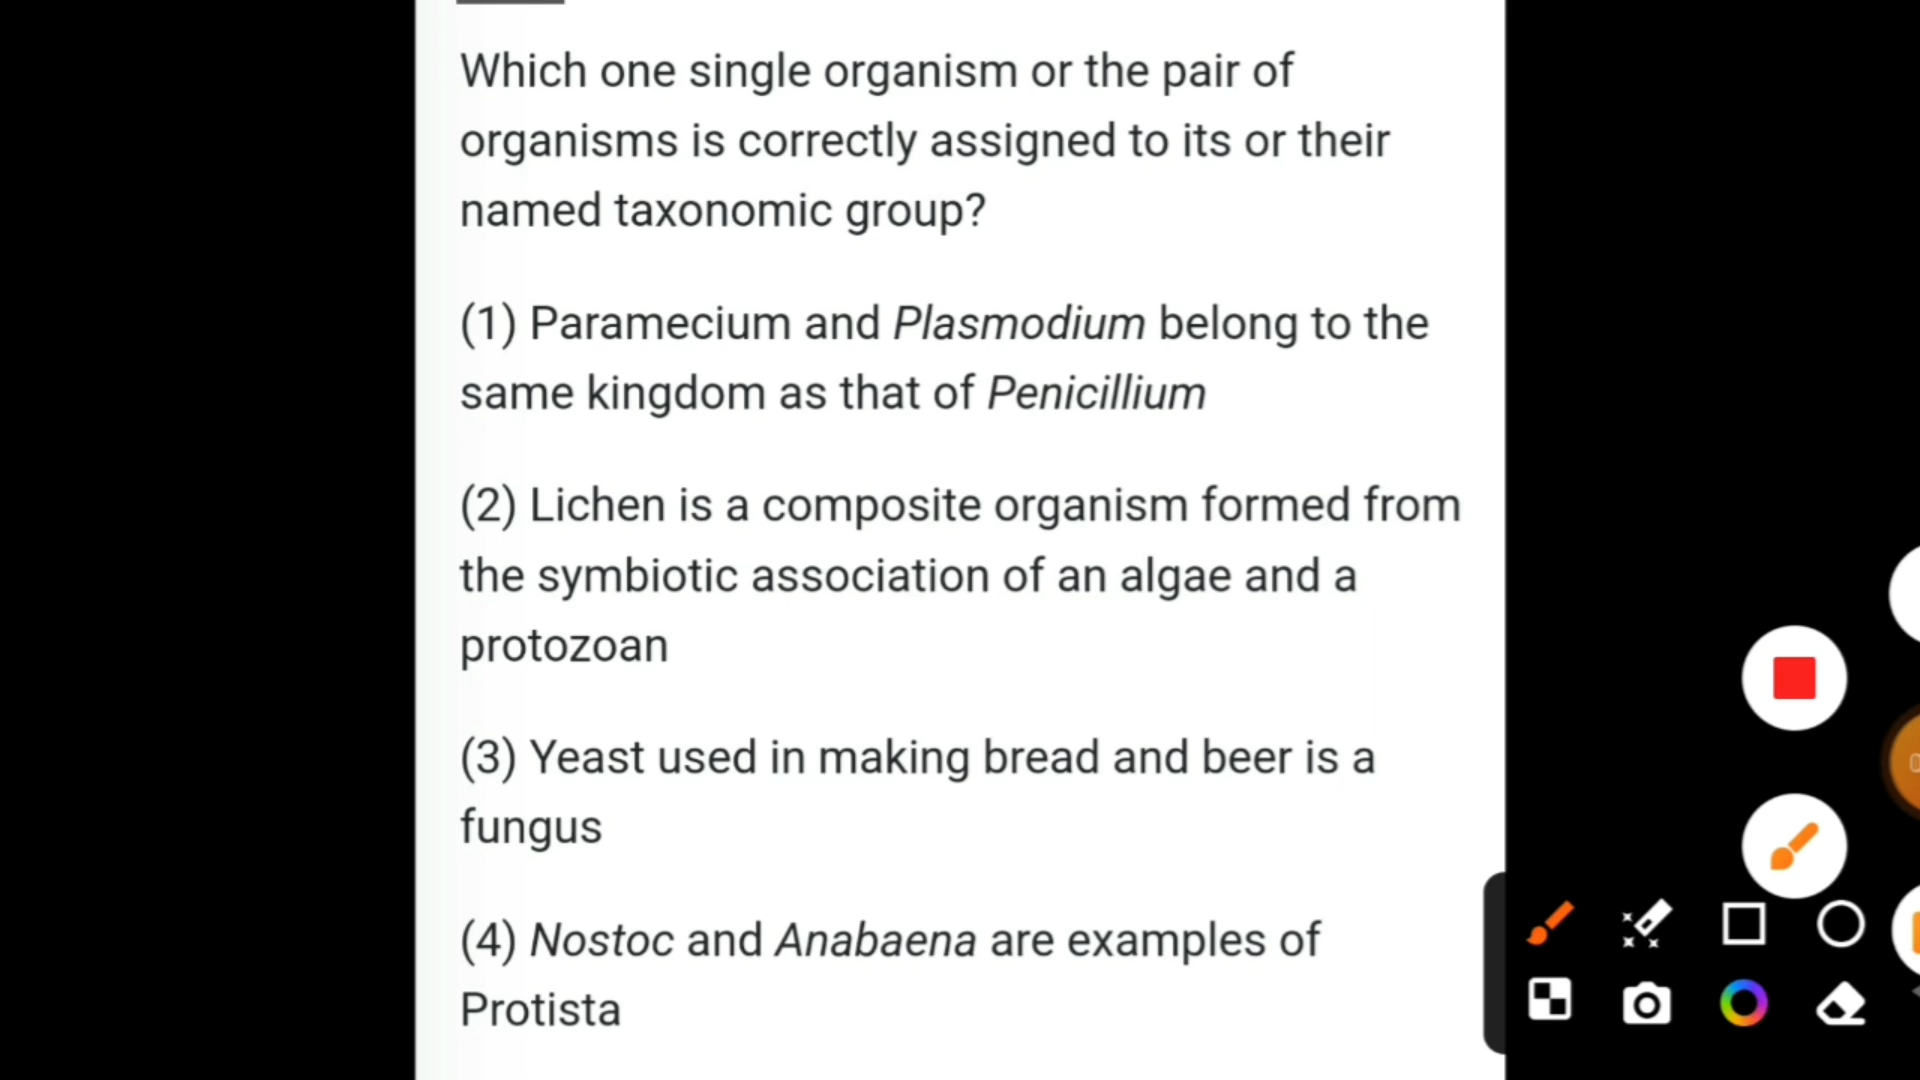 Which one single organism or the pair of
organisms is correctly assigned to its or their
named taxonomic group?
(1) Paramecium and Plasmodium belong to the
same kingdom as that of Penicillium
(2) Lichen is a composite organism formed from
the symbiotic association of an algae and a
protozoan
(3) Yeast used in making bread and beer is a
fungus
(4) Nostoc and Anabaena are examples of
Protista